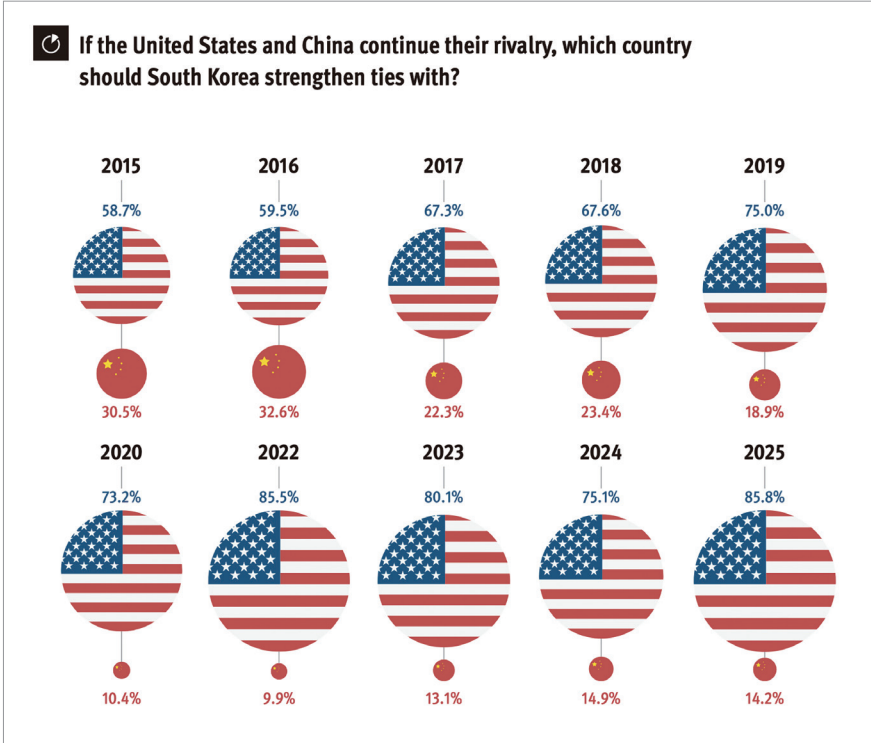 If the United States and China continue their rivalry, which country
should South Korea strengthen ties with?
2015 2016 2017 2018 2019
58.7% 59.5% 67.3% 67.6% 75.0%
30.5% 32.6% 22.3% 23.4% 18.9%
2020 2022 2023 2024 2025
73.2% 85.5% 80.1% 75.1% 85.8%
10.4% 9.9% 13.1% 14.9% 14.2%